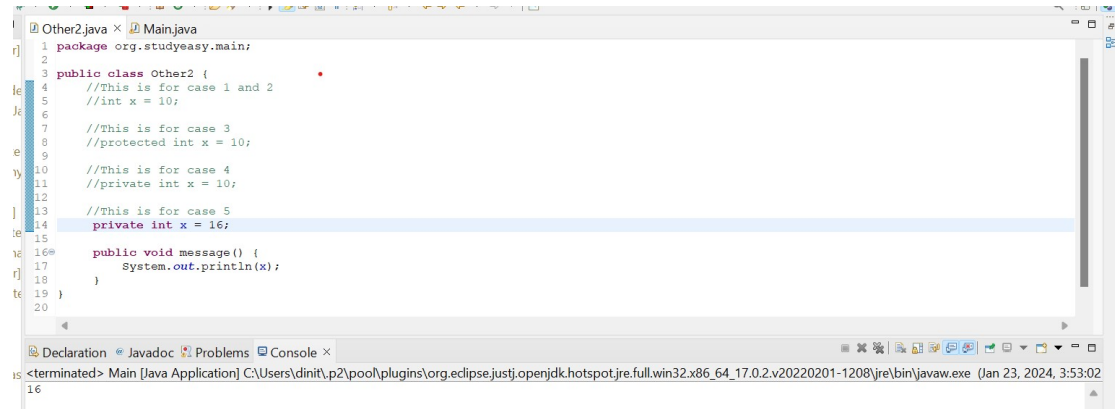 Other2.java × Main.java
1 package org.studyeasy.main;
2
3 public class Other2 {
4 //This is for case 1 and 2
5 //int x = 10;
6
7 //This is for case 3
8 //protected int x = 10;
9
10 //This is for case 4
11 //private int x = 10;
12
13 //This is for case 5
14 private int x = 16;
15
16 public void message() {
17 System.out.println(x);
18 }
19 }
20
Declaration Javadoc Problems Console ×
<terminated> Main [Java Application] C:\Users\dinit\.p2\pool\plugins\org.eclipse.justj.openjdk.hotspot.jre.full.win32.x86_64_17.0.2.v20220201-1208\jre\bin\javaw.exe (Jan 23, 2024, 3:53:02
16